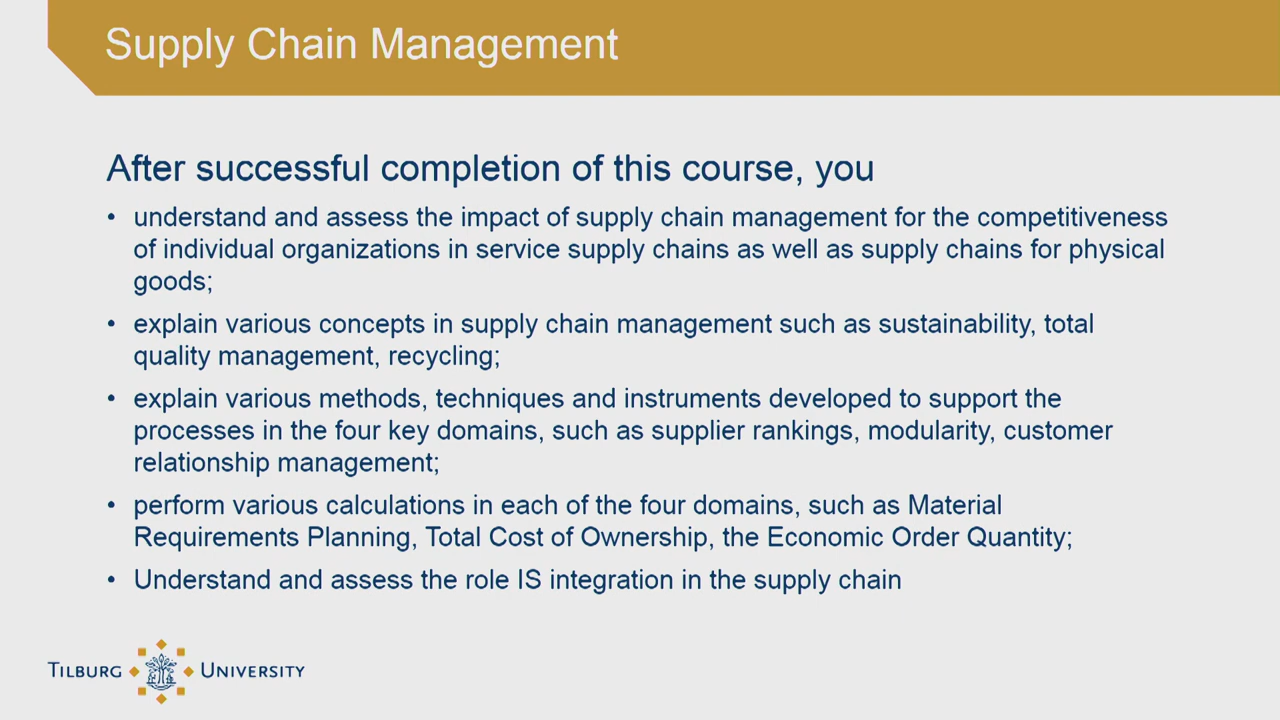 Supply Chain Management
After successful completion of this course, you
• understand and assess the impact of supply chain management for the competitiveness
of individual organizations in service supply chains as well as supply chains for physical
goods;
• explain various concepts in supply chain management such as sustainability, total
quality management, recycling;
• explain various methods, techniques and instruments developed to support the
processes in the four key domains, such as supplier rankings, modularity, customer
relationship management;
• perform various calculations in each of the four domains, such as Material
Requirements Planning, Total Cost of Ownership, the Economic Order Quantity;
• Understand and assess the role IS integration in the supply chain
TILBURG UNIVERSITY